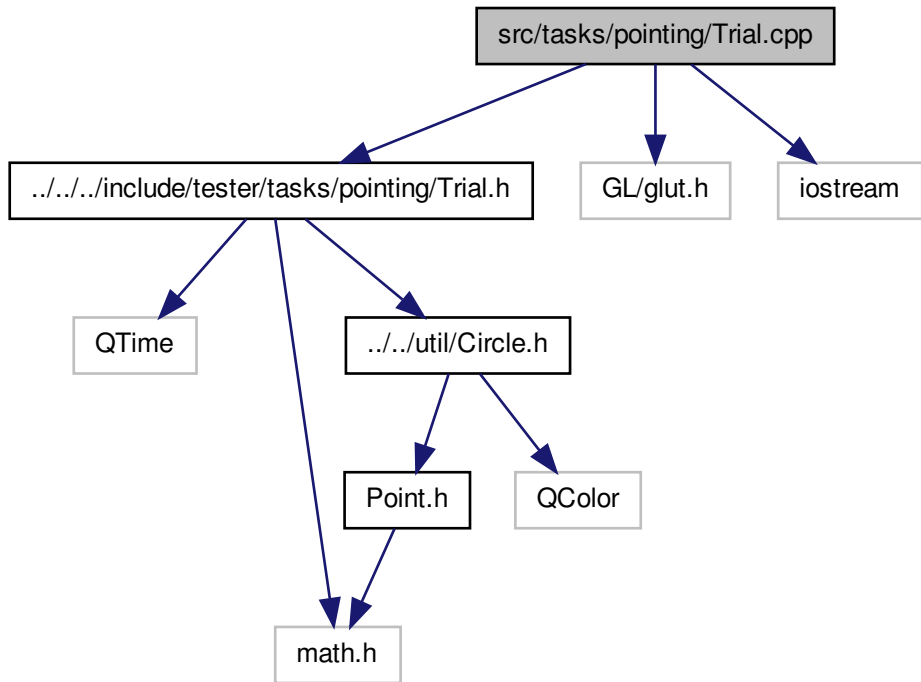 src/tasks/pointing/Trial.cpp
../../../include/tester/tasks/pointing/Trial.h
GL/glut.h
iostream
QTime
../../util/Circle.h
Point.h
QColor
math.h